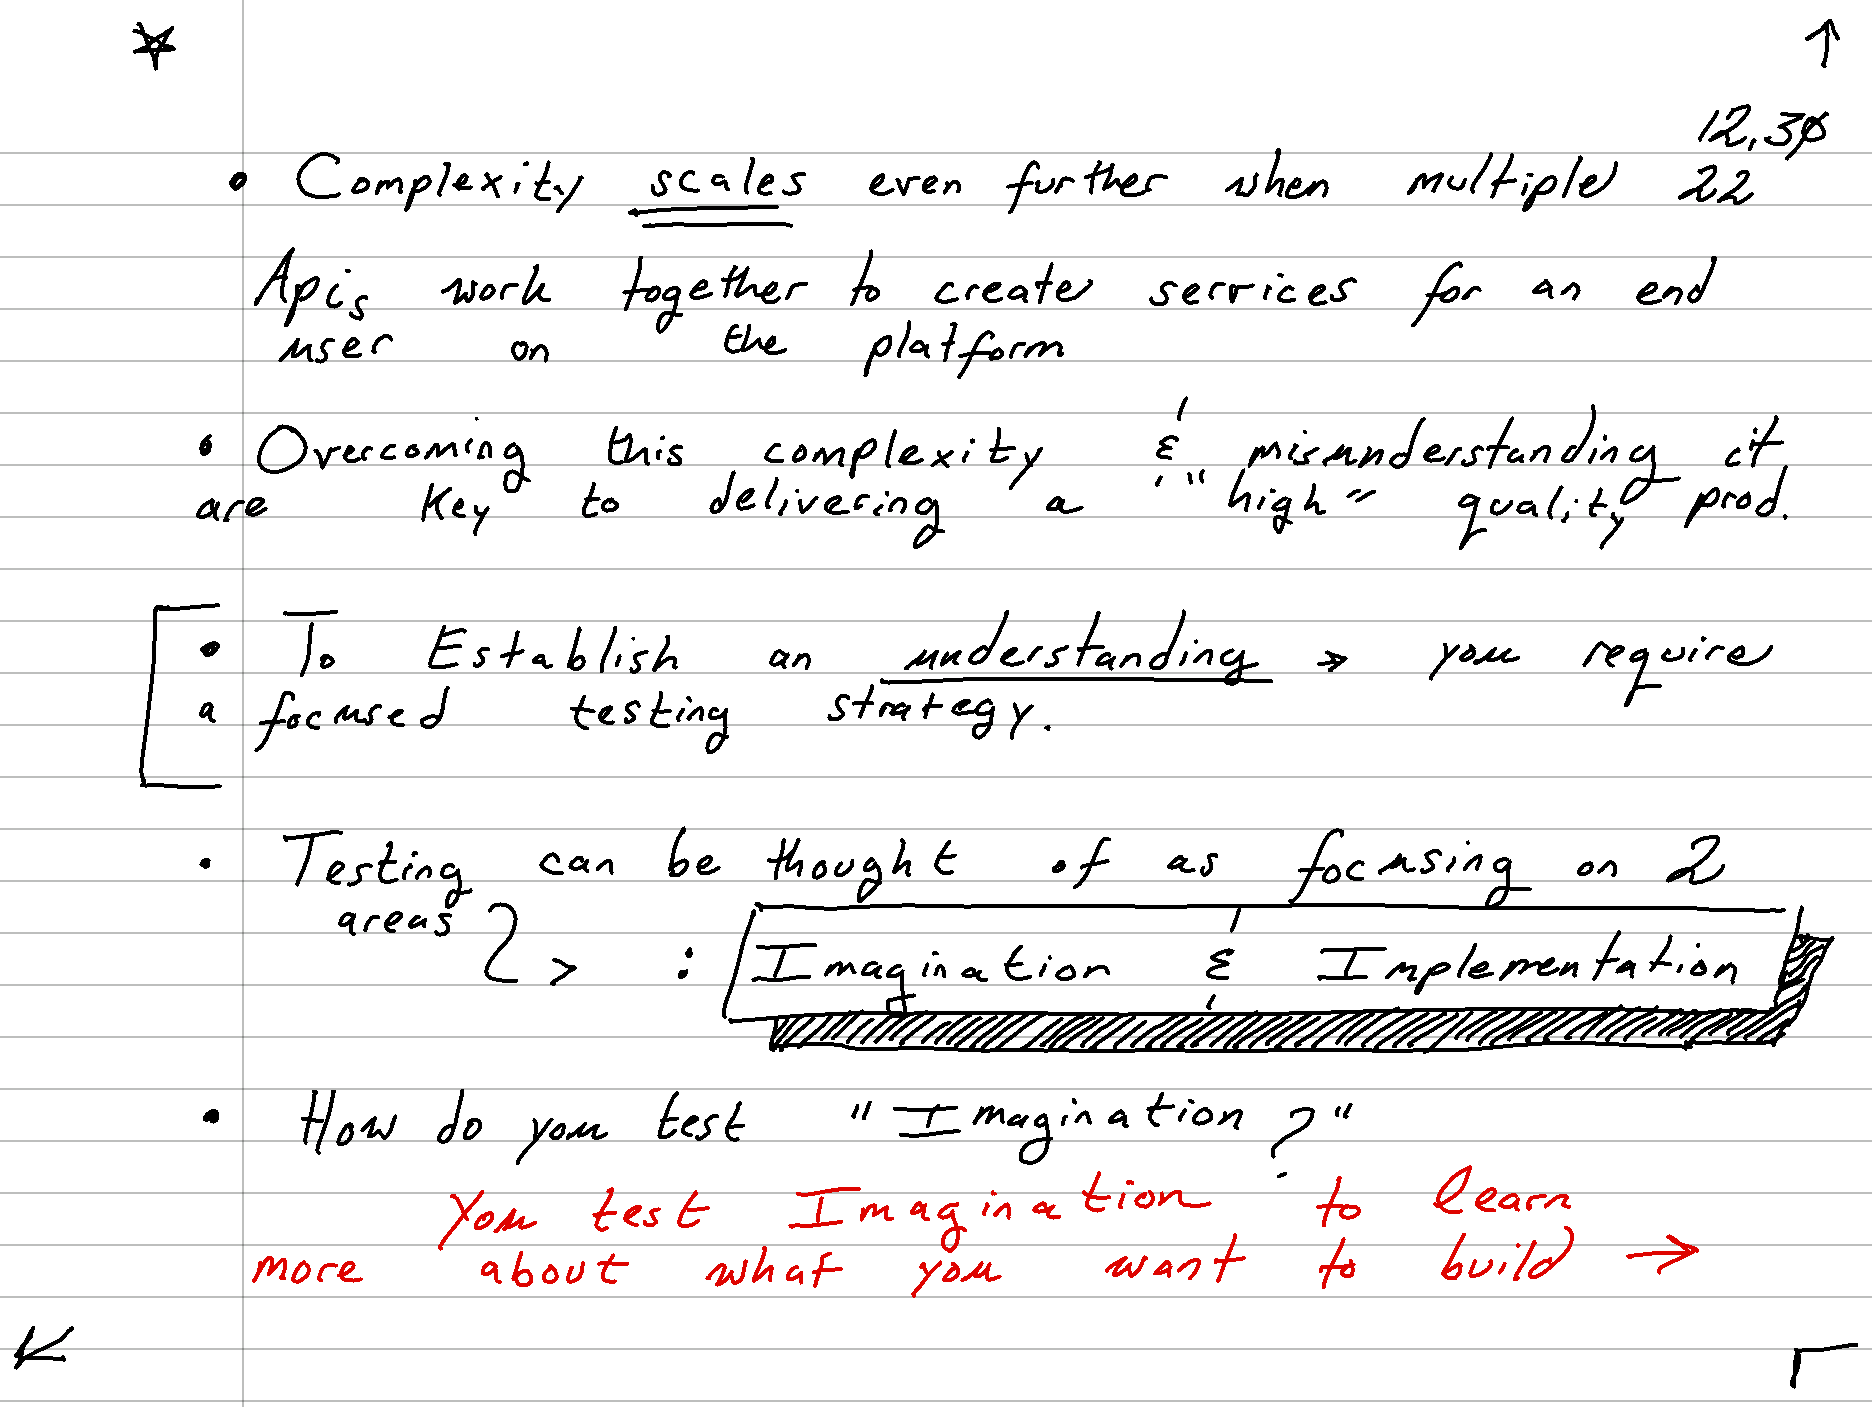 12.30
22
• Complexity scales even further when multiple
Apis work together to create services for an end
user on the platform
• Overcoming this complexity & misunderstanding it
are Key to delivering a "high" quality prod.
• To Establish an understanding » you require
a focused testing strategy.
• Testing can be thought of as focusing on 2
areas > :
Imagination & Implementation
• How do you test "Imagination?"
You test Imagination to learn
more about what you want to build →